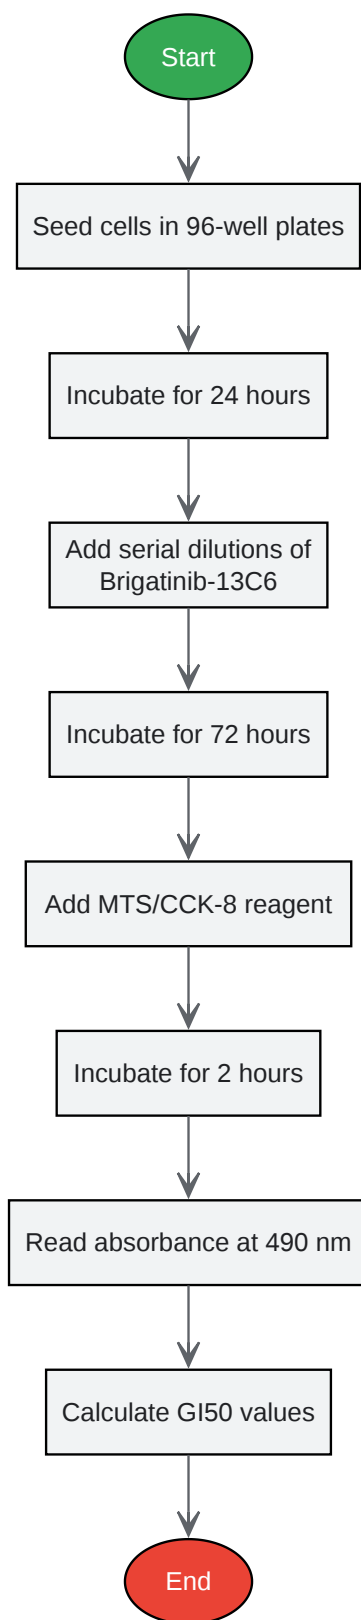 Start
Seed cells in 96-well plates
Incubate for 24 hours
Add serial dilutions of
Brigatinib-13C6
Incubate for 72 hours
Add MTS/CCK-8 reagent
Incubate for 2 hours
Read absorbance at 490 nm
Calculate GI50 values
End